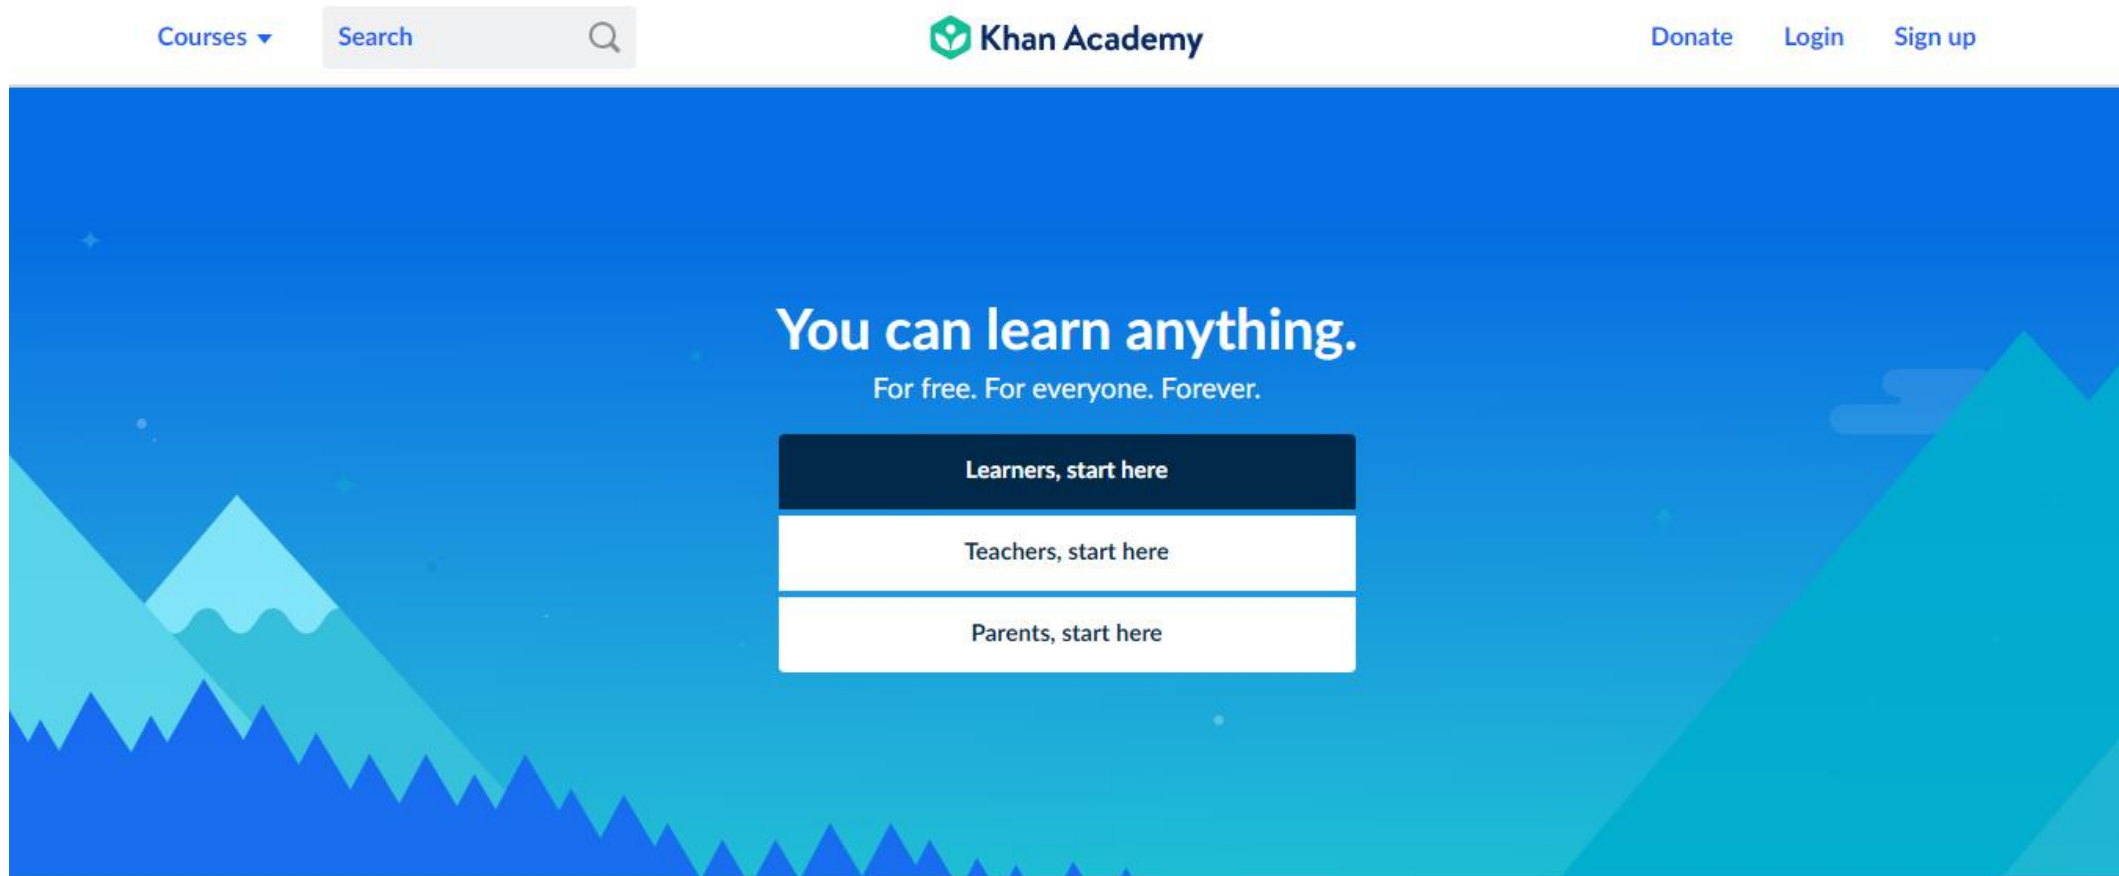 Courses
Search
Khan Academy
Donate
Login
Sign up
You can learn anything.
For free. For everyone. Forever.
Learners, start here
Teachers, start here
Parents, start here